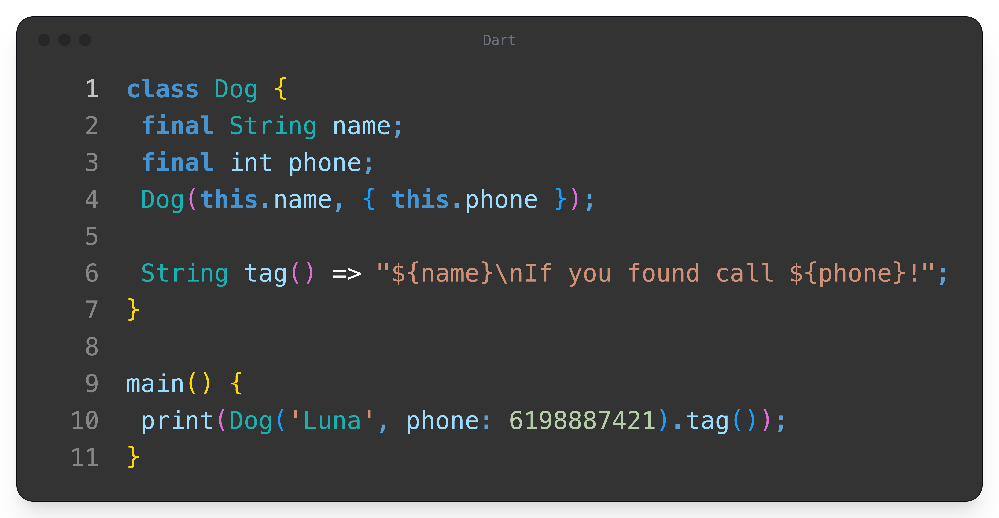 Dart
1 class Dog {
2  final String name;
3  final int phone;
4  Dog(this.name, { this.phone });
5
6  String tag() => "${name}\nIf you found call ${phone}!";
7 }
8
9 main() {
10  print(Dog('Luna', phone: 6198887421).tag());
11 }